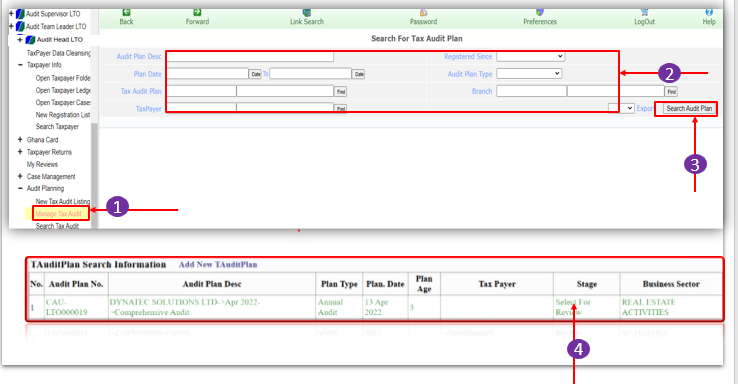 Audit Supervisor LTO
Audit Team Leader LTO
Audit Head LTO
TaxPayer Data Cleansing
Taxpayer Info
Open Taxpayer Folde
Open Taxpayer Ledge
Open Taxpayer Case
New Registration List
Search Taxpayer
Ghana Card
Taxpayer Returns
My Reviews
Case Management
Audit Planning
New Tax Audit Listing
Manage Tax Audit
Search Tax Audit
Back Forward Link Search Password Preferences LogOut Help
Search For Tax Audit Plan
Audit Plan Desc Registered Since
Plan Date Date To Date Audit Plan Type
Tax Audit Plan Find Branch Find
TaxPayer Find Export Search Audit Plan
1
2
3
TAuditPlan Search Information Add New TAuditPlan
No. Audit Plan No. Audit Plan Desc Plan Type Plan. Date Plan Age Tax Payer Stage Business Sector
1 CAU-LTO000019 DYNATEC SOLUTIONS LTD->Apr 2022->Comprehensive Audit Annual Audit 13 Apr 2022 3 Select For Review REAL ESTATE ACTIVITIES
4